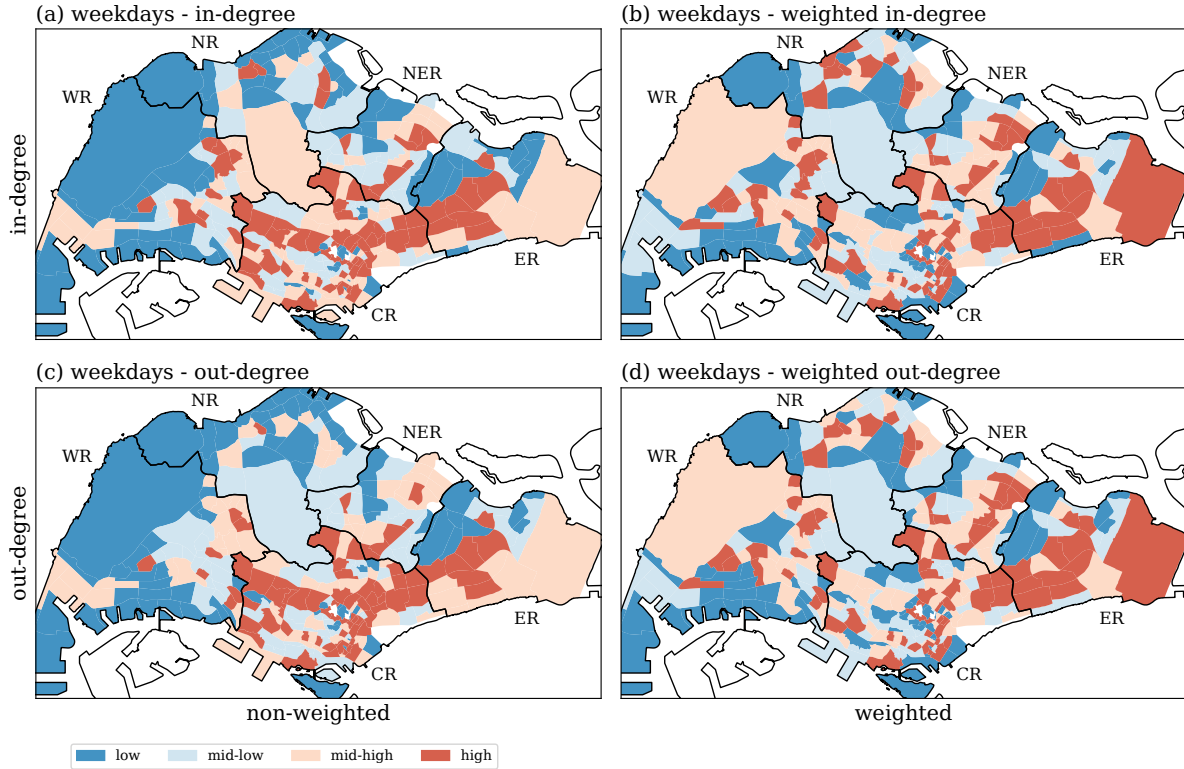 (a) weekdays - in-degree
(b) weekdays - weighted in-degree
NR
WR
NER
ER
CR
NR
WR
NER
ER
CR
in-degree
(c) weekdays - out-degree
(d) weekdays - weighted out-degree
NR
WR
NER
ER
CR
NR
WR
NER
ER
CR
out-degree
non-weighted
weighted
low
mid-low
mid-high
high